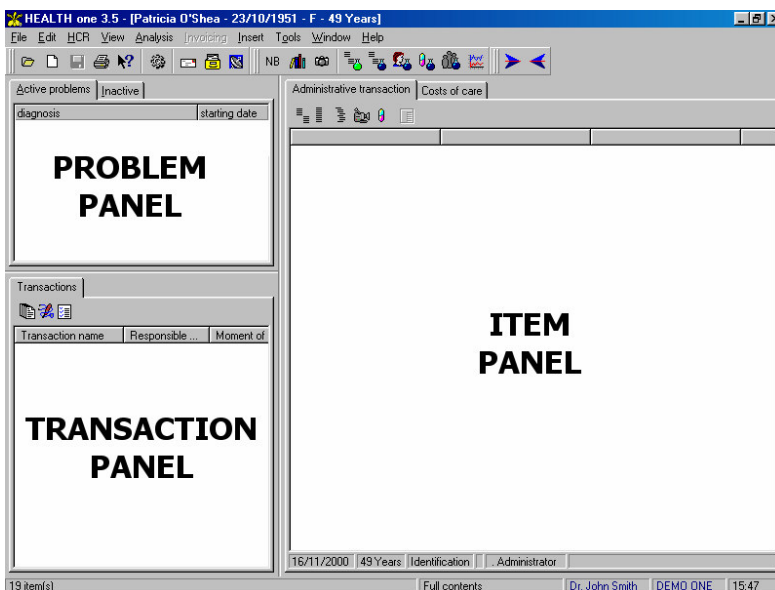 HEALTH one 3.5 - [Patricia O'Shea - 23/10/1951 - F - 49 Years]
File Edit HCR View Analysis Invoicing Insert Tools Window Help
NB
Active problems Inactive
diagnosis starting date
PROBLEM
PANEL
Transactions
Transaction name Responsible ... Moment of
TRANSACTION
PANEL
Administrative transaction Costs of care
ITEM
PANEL
16/11/2000 49 Years Identification . Administrator
19 item(s) Full contents Dr. John Smith DEMO ONE 15:47